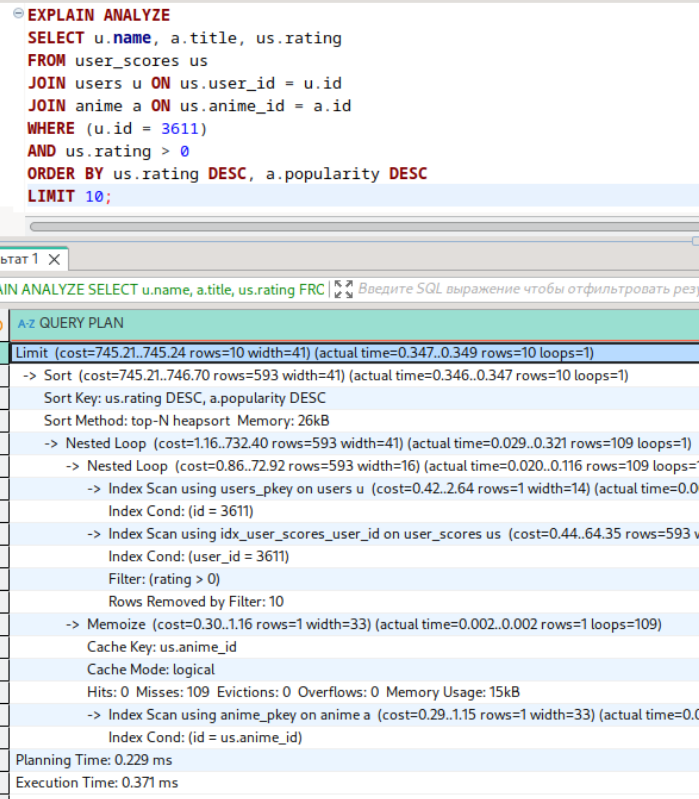 EXPLAIN ANALYZE
SELECT u.name, a.title, us.rating
FROM user_scores us
JOIN users u ON us.user_id = u.id
JOIN anime a ON us.anime_id = a.id
WHERE (u.id = 3611)
AND us.rating > 0
ORDER BY us.rating DESC, a.popularity DESC
LIMIT 10;
ьтат 1
AIN ANALYZE SELECT u.name, a.title, us.rating FRC Введите SQL выражение чтобы отфильтровать резу
A-Z QUERY PLAN
Limit (cost=745.21..745.24 rows=10 width=41) (actual time=0.347..0.349 rows=10 loops=1)
-> Sort (cost=745.21..746.70 rows=593 width=41) (actual time=0.346..0.347 rows=10 loops=1)
Sort Key: us.rating DESC, a.popularity DESC
Sort Method: top-N heapsort Memory: 26kB
-> Nested Loop (cost=1.16..732.40 rows=593 width=41) (actual time=0.029..0.321 rows=109 loops=1)
-> Nested Loop (cost=0.86..72.92 rows=593 width=16) (actual time=0.020..0.116 rows=109 loops=1
-> Index Scan using users_pkey on users u (cost=0.42..2.64 rows=1 width=14) (actual time=0.0
Index Cond: (id = 3611)
-> Index Scan using idx_user_scores_user_id on user_scores us (cost=0.44..64.35 rows=593 w
Index Cond: (user_id = 3611)
Filter: (rating > 0)
Rows Removed by Filter: 10
-> Memoize (cost=0.30..1.16 rows=1 width=33) (actual time=0.002..0.002 rows=1 loops=109)
Cache Key: us.anime_id
Cache Mode: logical
Hits: 0 Misses: 109 Evictions: 0 Overflows: 0 Memory Usage: 15kB
-> Index Scan using anime_pkey on anime a (cost=0.29..1.15 rows=1 width=33) (actual time=0.0
Index Cond: (id = us.anime_id)
Planning Time: 0.229 ms
Execution Time: 0.371 ms